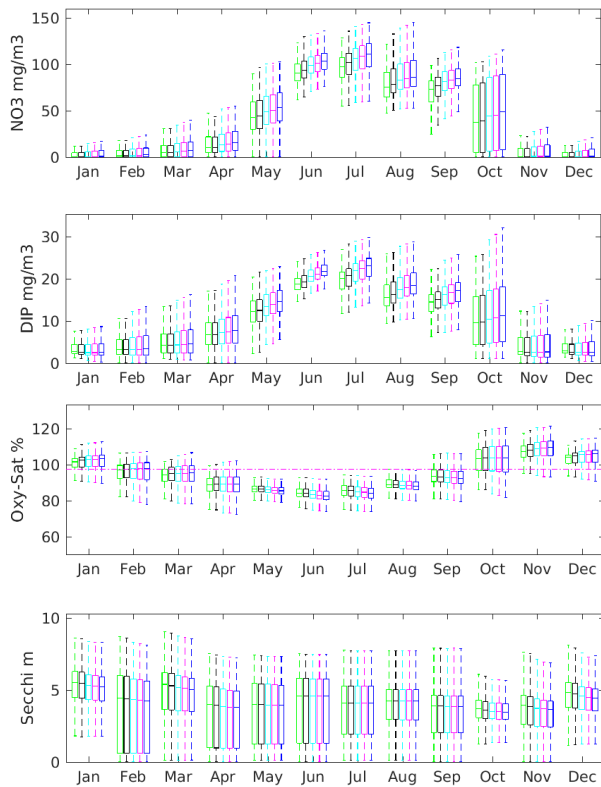 NO3 mg/m3
150
100
50
0
Jan Feb Mar Apr May Jun Jul Aug Sep Oct Nov Dec
DIP mg/m3
30
20
10
0
Jan Feb Mar Apr May Jun Jul Aug Sep Oct Nov Dec
Oxy-Sat %
120
100
80
60
Jan Feb Mar Apr May Jun Jul Aug Sep Oct Nov Dec
Secchi m
10
5
0
Jan Feb Mar Apr May Jun Jul Aug Sep Oct Nov Dec